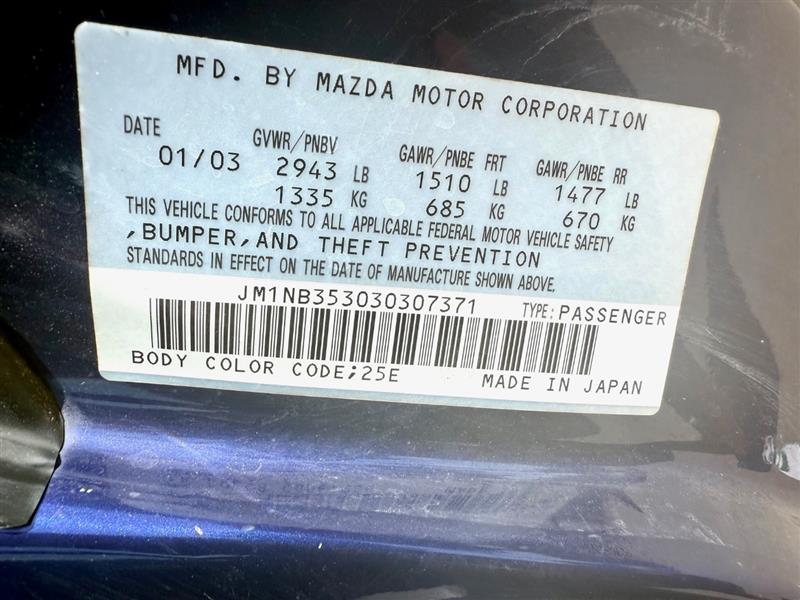 MFD. BY MAZDA MOTOR CORPORATION
DATE GVWR/PNBV GAWR/PNBE FRT GAWR/PNBE RR
01/03 2943 LB 1510 LB 1477 LB
1335 KG 685 KG 670 KG
THIS VEHICLE CONFORMS TO ALL APPLICABLE FEDERAL MOTOR VEHICLE SAFETY
,BUMPER,AND THEFT PREVENTION
STANDARDS IN EFFECT ON THE DATE OF MANUFACTURE SHOWN ABOVE.
JM1NB353030307371 TYPE:PASSENGER
BODY COLOR CODE;25E MADE IN JAPAN